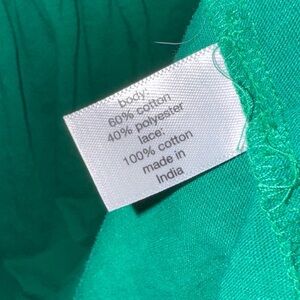 body:
60% cotton
40% polyester
lace:
100% cotton
made in
India